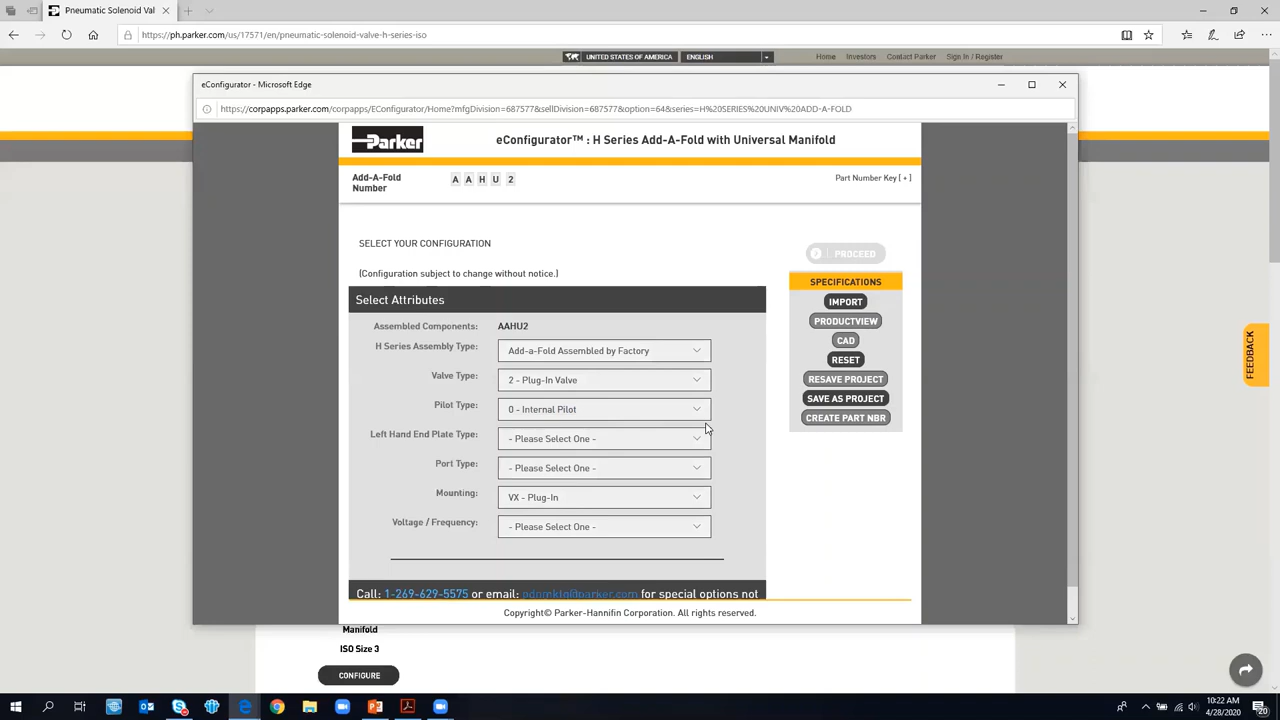 Pneumatic Solenoid Val
https://ph.parker.com/us/17571/en/pneumatic-solenoid-valve-h-series-iso
UNITED STATES OF AMERICA
ENGLISH
Home
Investors
Contact Parker
Sign In / Register
eConfigurator - Microsoft Edge
https://corpapps.parker.com/corpapps/EConfigurator/Home?mfgDivision=687577&sellDivision=687577&option=64&series=H%20SERIES%20UNIV%20ADD-A-FOLD
Parker
eConfigurator™ : H Series Add-A-Fold with Universal Manifold
Add-A-Fold
Number
A A H U 2
Part Number Key [ + ]
SELECT YOUR CONFIGURATION
PROCEED
(Configuration subject to change without notice.)
SPECIFICATIONS
Select Attributes
IMPORT
PRODUCTVIEW
Assembled Components: AAHU2
CAD
H Series Assembly Type: Add-a-Fold Assembled by Factory
RESET
Valve Type: 2 - Plug-In Valve
RESAVE PROJECT
SAVE AS PROJECT
Pilot Type: 0 - Internal Pilot
CREATE PART NBR
Left Hand End Plate Type: - Please Select One -
Port Type: - Please Select One -
Mounting: VX - Plug-In
Voltage / Frequency: - Please Select One -
FEEDBACK
Call: 1-269-629-5575 or email: pdnmktg@parker.com for special options not
Copyright© Parker-Hannifin Corporation. All rights reserved.
Manifold
ISO Size 3
CONFIGURE
10:22 AM
4/28/2020
20